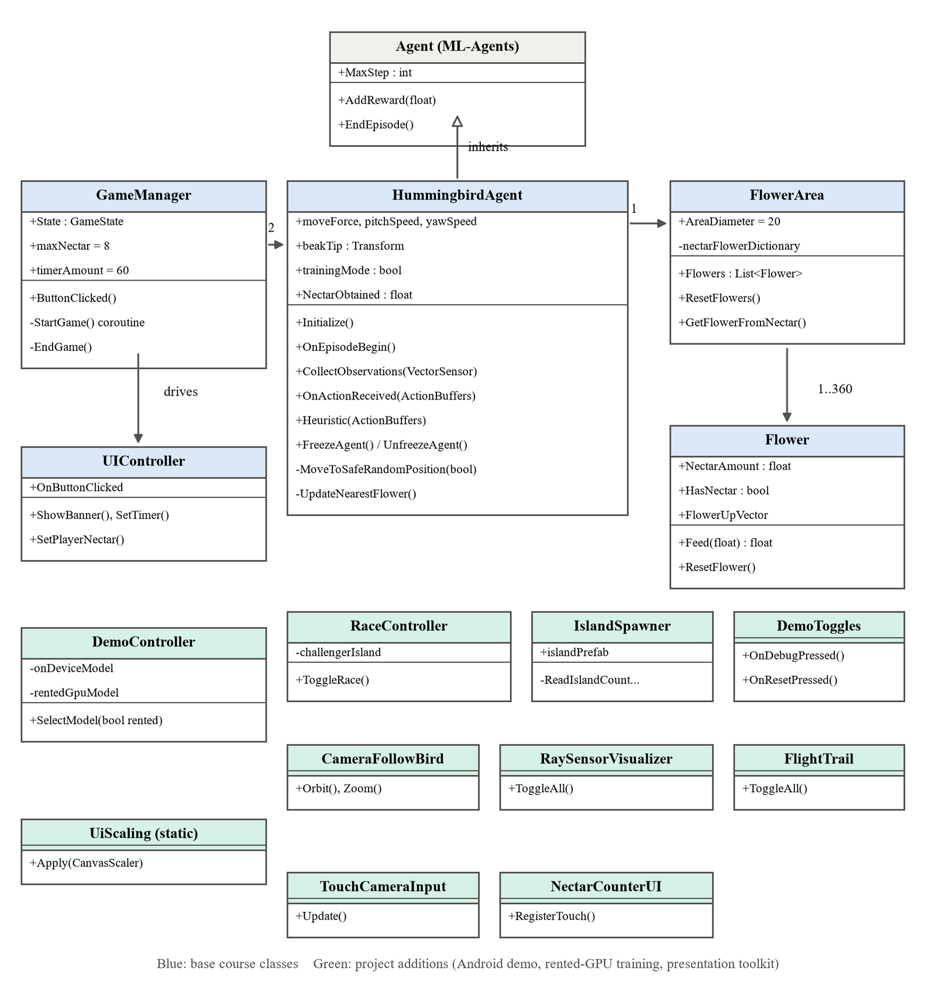 Agent (ML-Agents)
+MaxStep : int
+AddReward(float)
+EndEpisode()
inherits
GameManager
+State : GameState
+maxNectar = 8
+timerAmount = 60
+ButtonClicked()
-StartGame() coroutine
-EndGame()
2
HummingbirdAgent
+moveForce, pitchSpeed, yawSpeed
+beakTip : Transform
+trainingMode : bool
+NectarObtained : float
+Initialize()
+OnEpisodeBegin()
+CollectObservations(VectorSensor)
+OnActionReceived(ActionBuffers)
+Heuristic(ActionBuffers)
+FreezeAgent() / UnfreezeAgent()
-MoveToSafeRandomPosition(bool)
-UpdateNearestFlower()
1
FlowerArea
+AreaDiameter = 20
-nectarFlowerDictionary
+Flowers : List<Flower>
+ResetFlowers()
+GetFlowerFromNectar()
drives
1..360
UIController
+OnButtonClicked
+ShowBanner(), SetTimer()
+SetPlayerNectar()
Flower
+NectarAmount : float
+HasNectar : bool
+FlowerUpVector
+Feed(float) : float
+ResetFlower()
DemoController
-onDeviceModel
-rentedGpuModel
+SelectModel(bool rented)
RaceController
-challengerIsland
+ToggleRace()
IslandSpawner
+islandPrefab
-ReadIslandCount...
DemoToggles
+OnDebugPressed()
+OnResetPressed()
CameraFollowBird
+Orbit(), Zoom()
RaySensorVisualizer
+ToggleAll()
FlightTrail
+ToggleAll()
UiScaling (static)
+Apply(CanvasScaler)
TouchCameraInput
+Update()
NectarCounterUI
+RegisterTouch()
Blue: base course classes Green: project additions (Android demo, rented-GPU training, presentation toolkit)